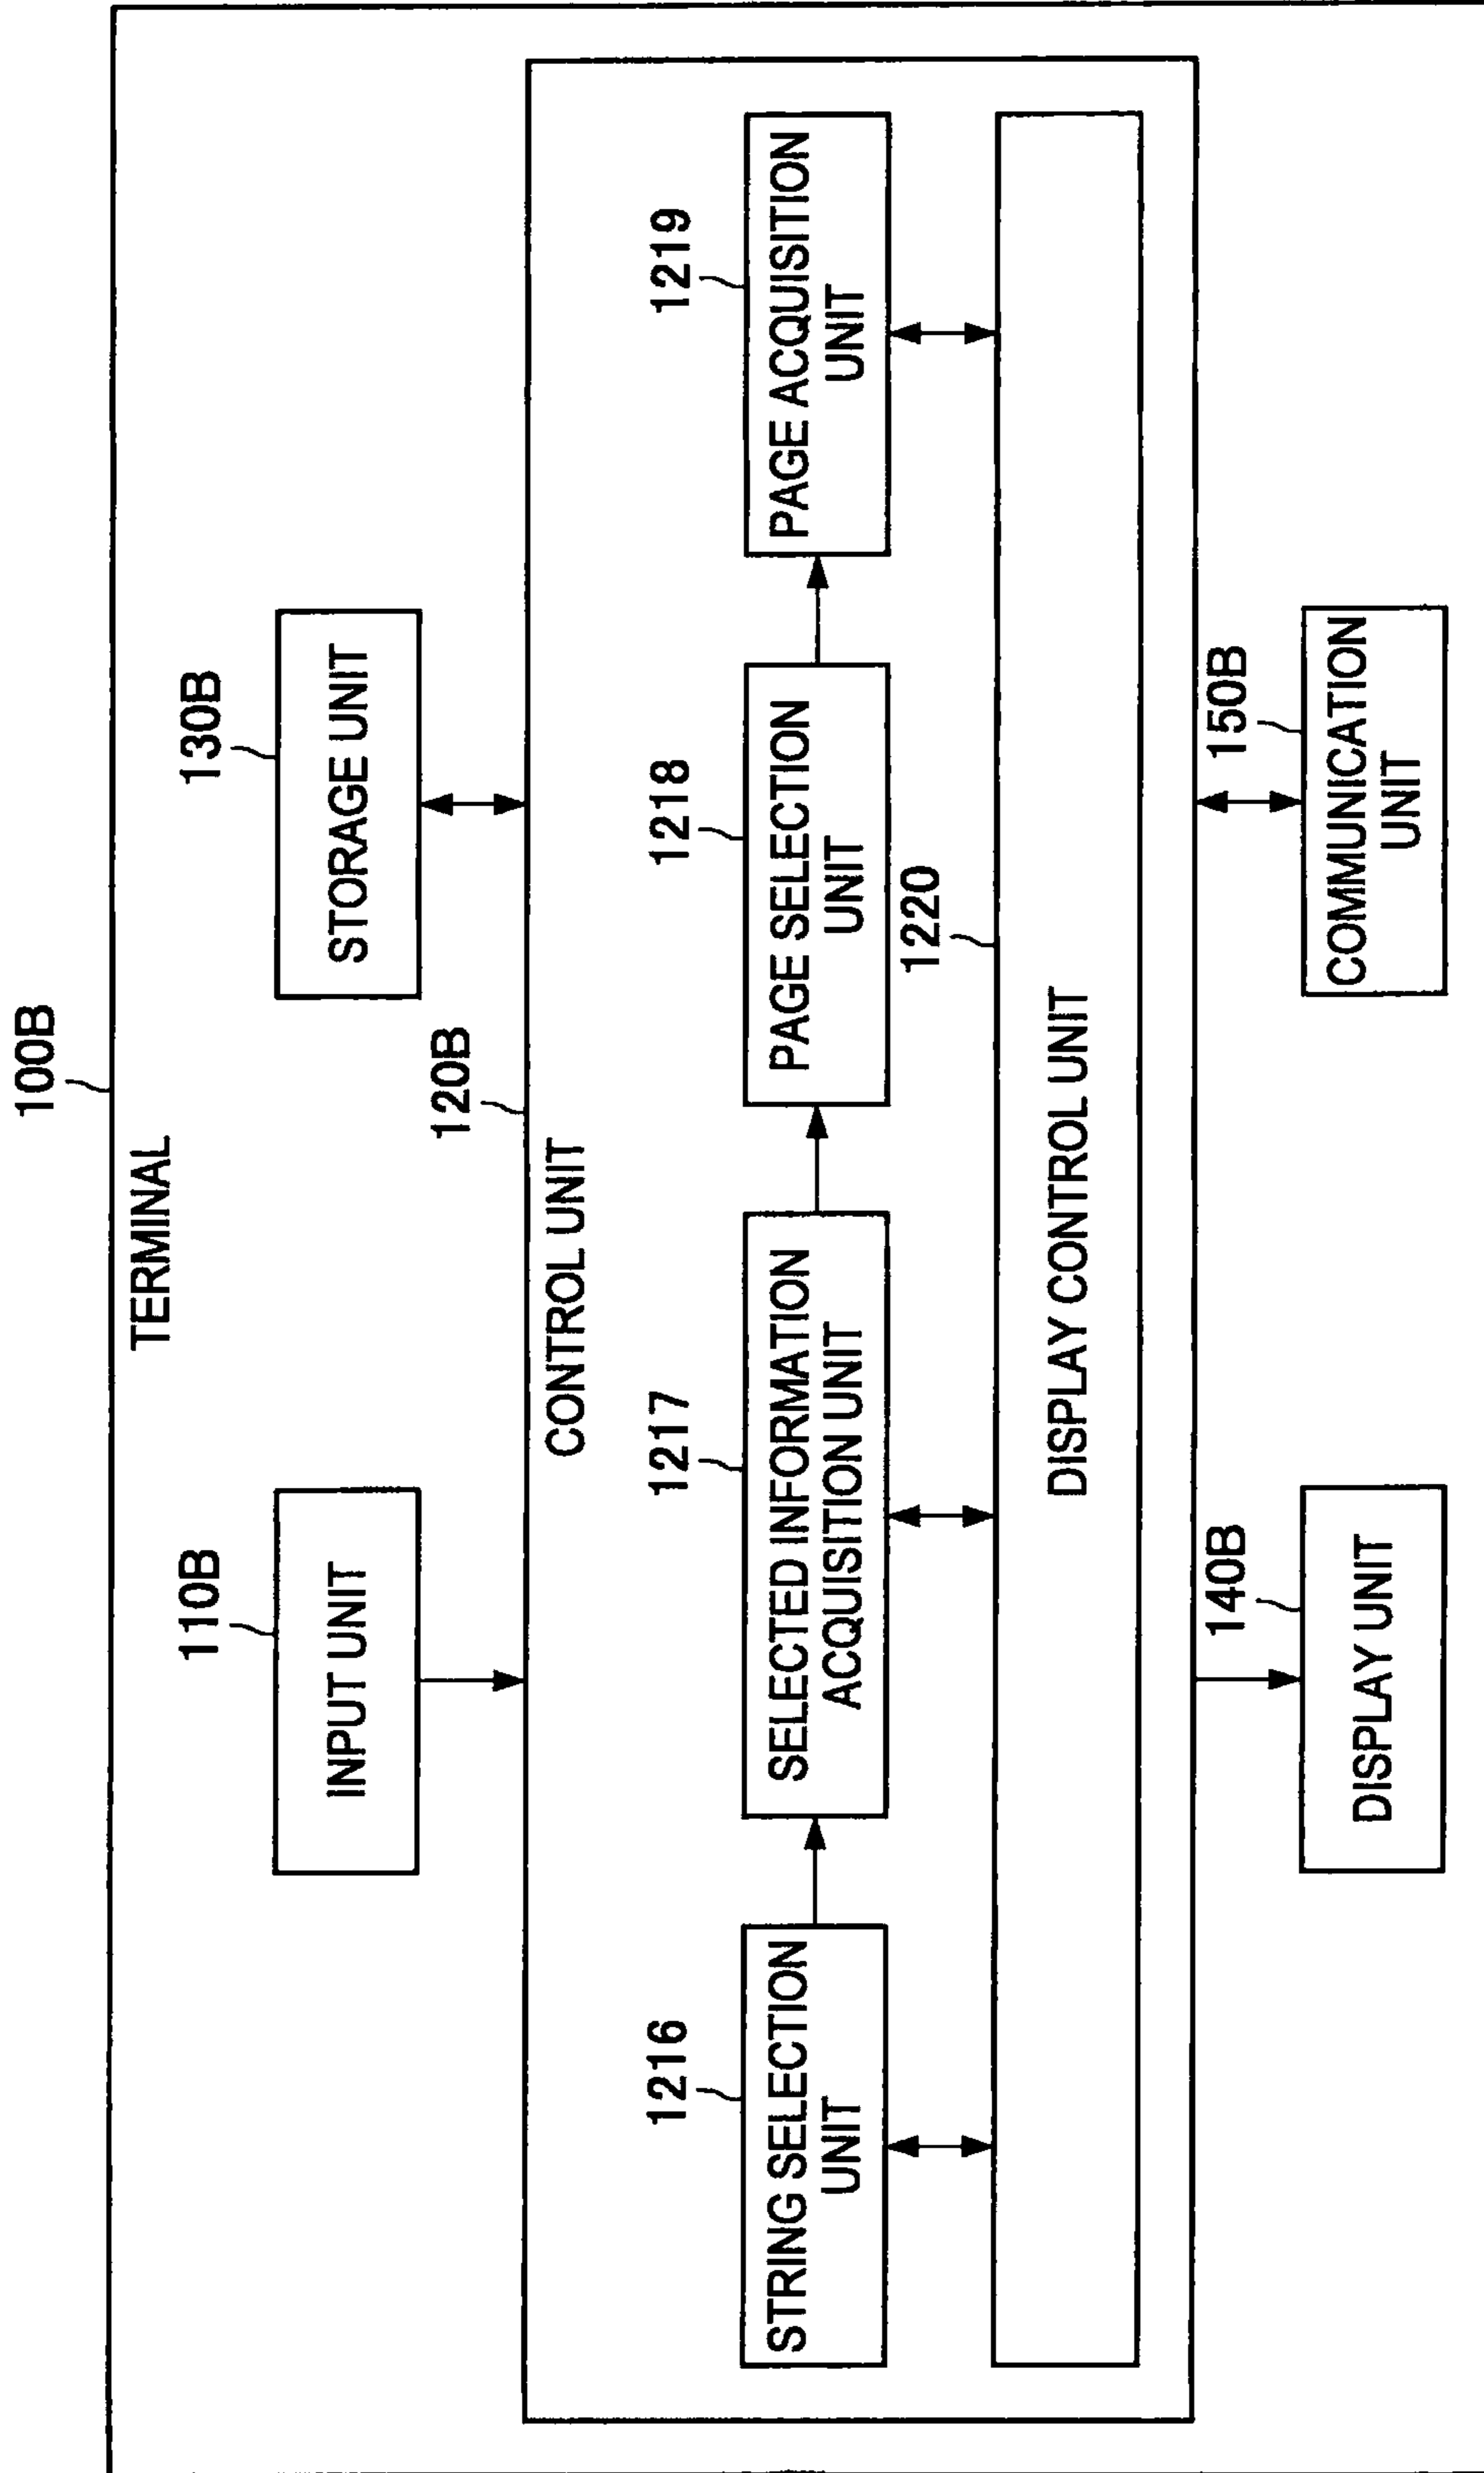 100B
TERMINAL
110B
INPUT UNIT
130B
STORAGE UNIT
120B
CONTROL UNIT
1216
STRING SELECTION
UNIT
1217
SELECTED INFORMATION
ACQUISITION UNIT
1218
PAGE SELECTION
UNIT
1219
PAGE ACQUISITION
UNIT
1220
DISPLAY CONTROL UNIT
140B
DISPLAY UNIT
150B
COMMUNICATION
UNIT